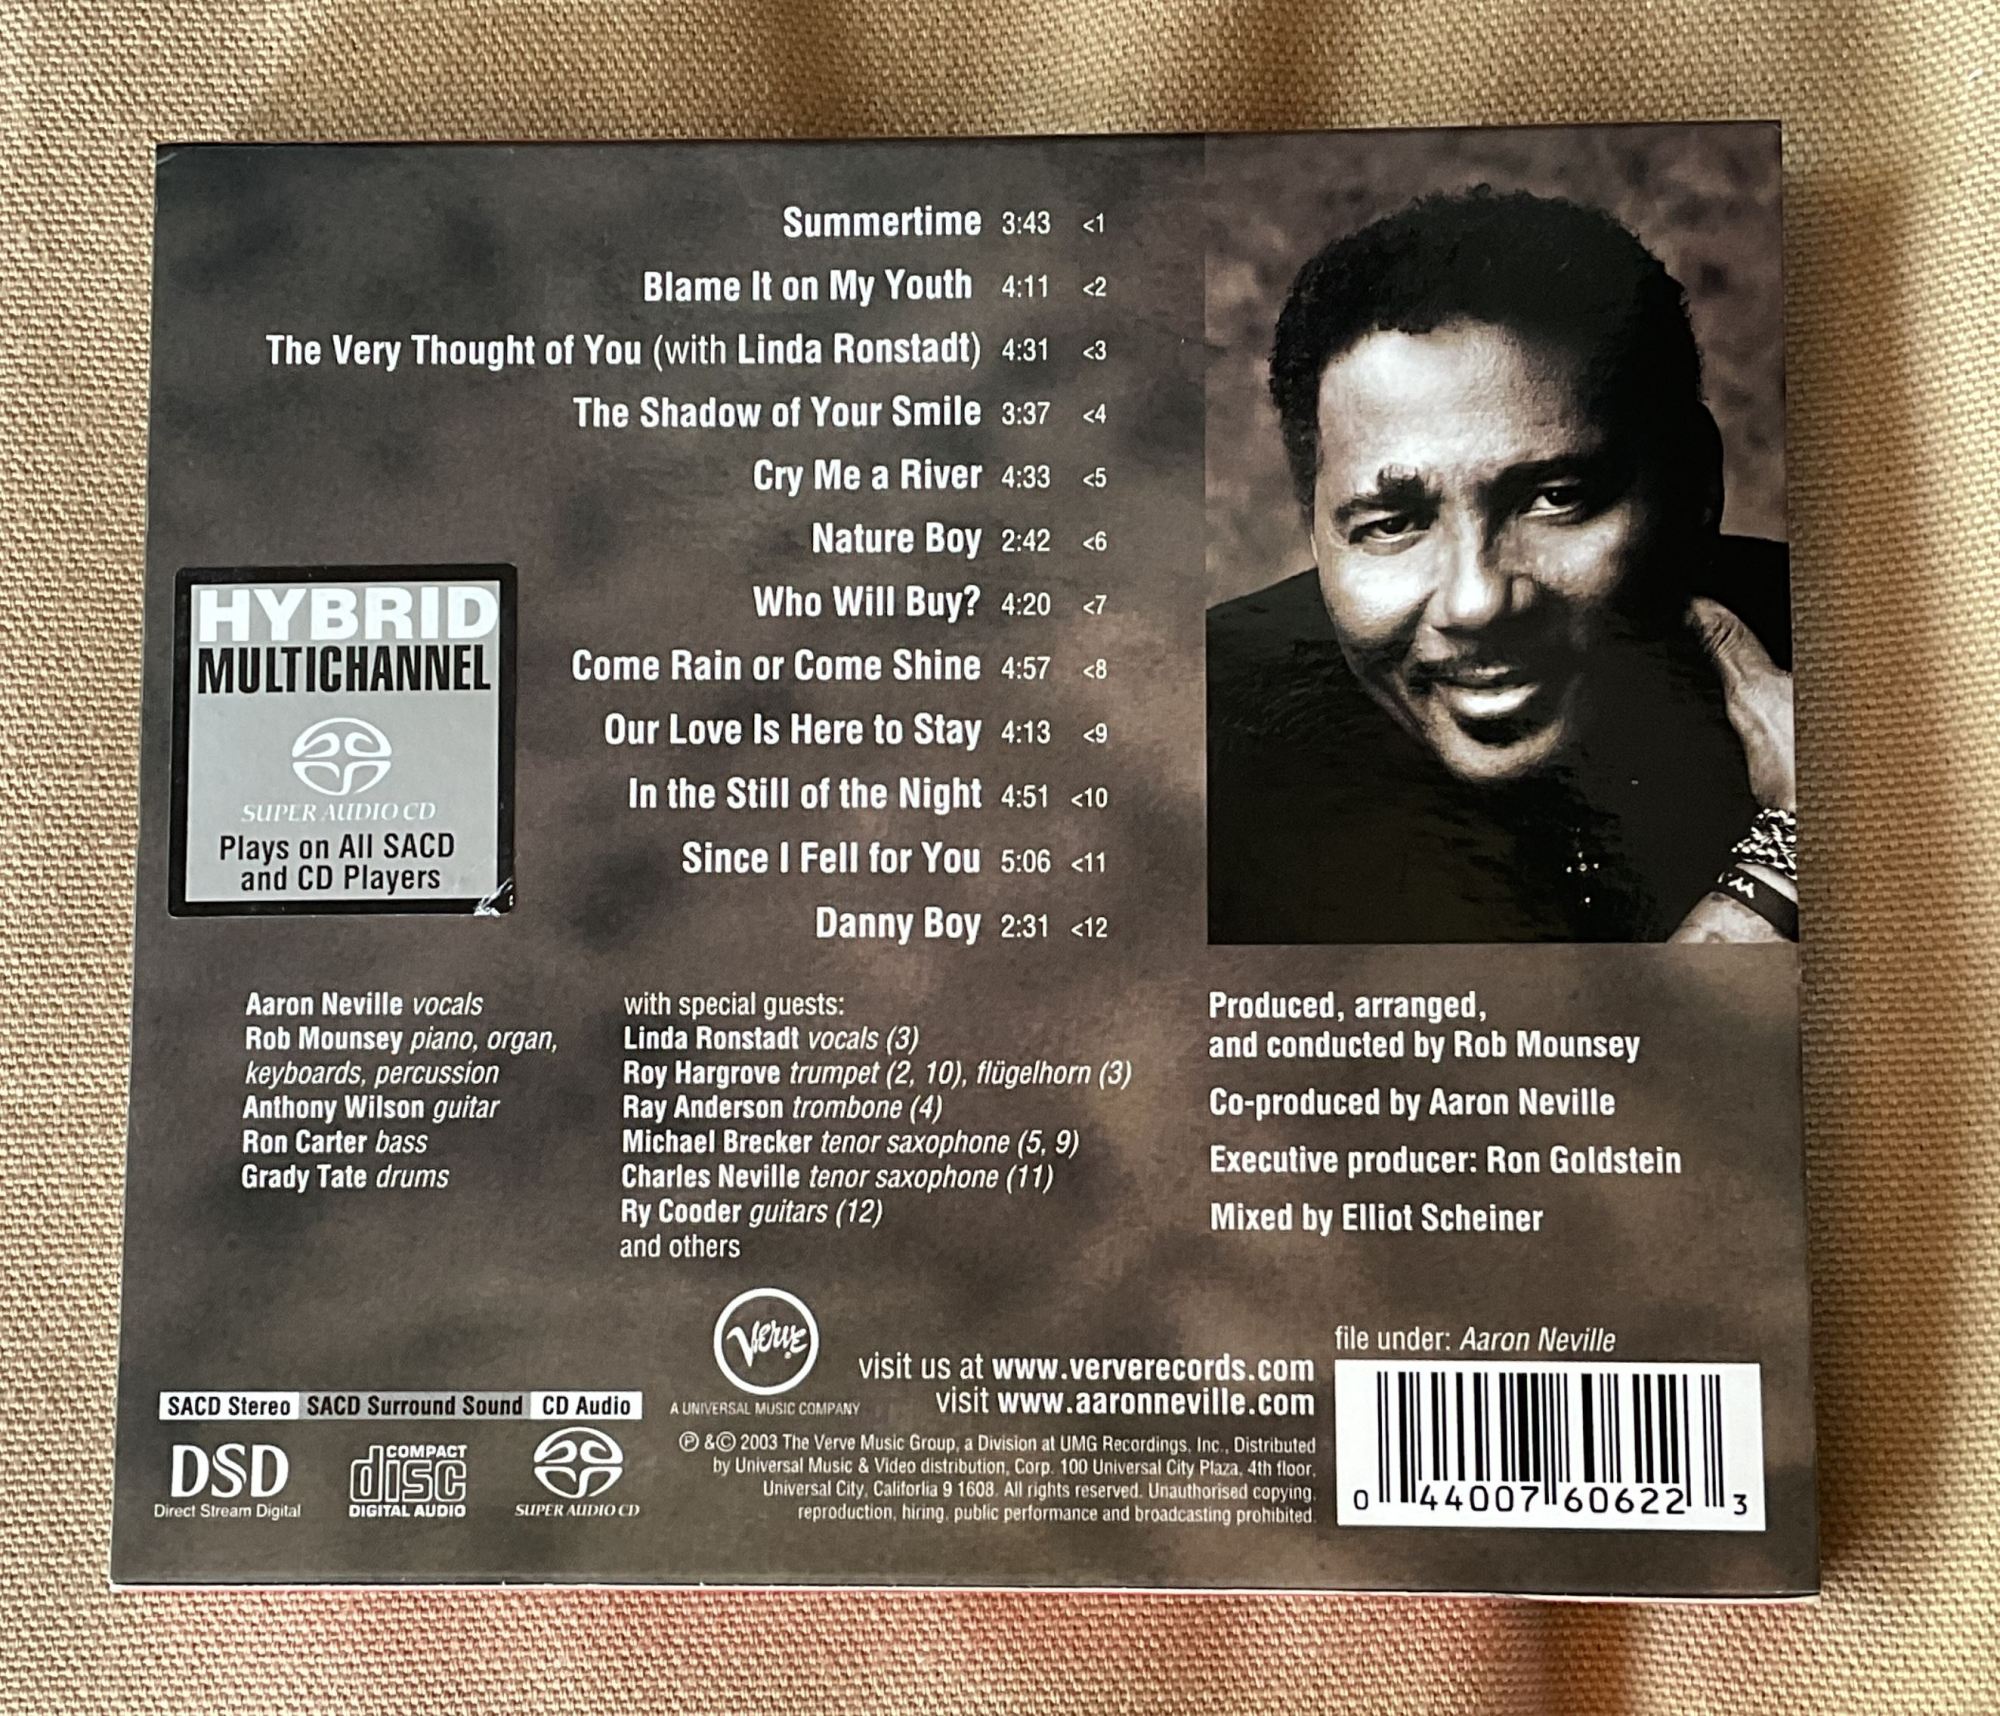 Summertime 3:43 <1
Blame It on My Youth 4:11 <2
The Very Thought of You (with Linda Ronstadt) 4:31 <3
The Shadow of Your Smile 3:37 <4
Cry Me a River 4:33 <5
Nature Boy 2:42 <6
Who Will Buy? 4:20 <7
Come Rain or Come Shine 4:57 <8
Our Love Is Here to Stay 4:13 <9
In the Still of the Night 4:51 <10
Since I Fell for You 5:06 <11
Danny Boy 2:31 <12
HYBRID
MULTICHANNEL
SUPER AUDIO CD
Plays on All SACD
and CD Players
Aaron Neville vocals
Rob Mounsey piano, organ,
keyboards, percussion
Anthony Wilson guitar
Ron Carter bass
Grady Tate drums
with special guests:
Linda Ronstadt vocals (3)
Roy Hargrove trumpet (2, 10), flügelhorn (3)
Ray Anderson trombone (4)
Michael Brecker tenor saxophone (5, 9)
Charles Neville tenor saxophone (11)
Ry Cooder guitars (12)
and others
Produced, arranged,
and conducted by Rob Mounsey
Co-produced by Aaron Neville
Executive producer: Ron Goldstein
Mixed by Elliot Scheiner
SACD Stereo SACD Surround Sound CD Audio
DSD
Direct Stream Digital
COMPACT
disc
DIGITAL AUDIO
SUPER AUDIO CD
Verve
A UNIVERSAL MUSIC COMPANY
visit us at www.ververecords.com
visit www.aaronneville.com
℗ &© 2003 The Verve Music Group, a Division at UMG Recordings, Inc., Distributed
by Universal Music & Video distribution, Corp. 100 Universal City Plaza, 4th floor,
Universal City, Califorlia 9 1608. All rights reserved. Unauthorised copying,
reproduction, hiring, public performance and broadcasting prohibited.
file under: Aaron Neville
0 44007 60622 3